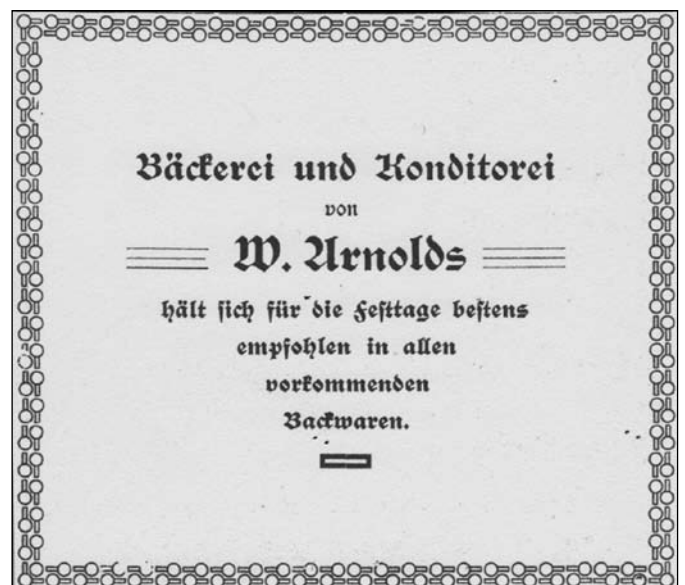 Bäckerei und Konditorei
von
W. Arnolds
hält sich für die Festtage bestens
empfohlen in allen
vorkommenden
Backwaren.